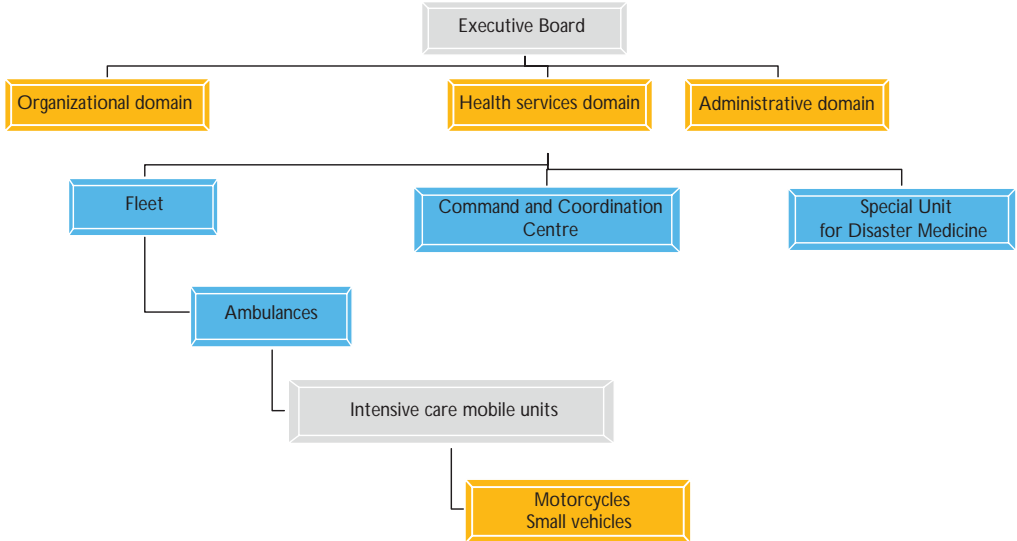 Executive Board
Organizational domain
Health services domain
Administrative domain
Fleet
Command and Coordination
Centre
Special Unit
for Disaster Medicine
Ambulances
Intensive care mobile units
Motorcycles
Small vehicles